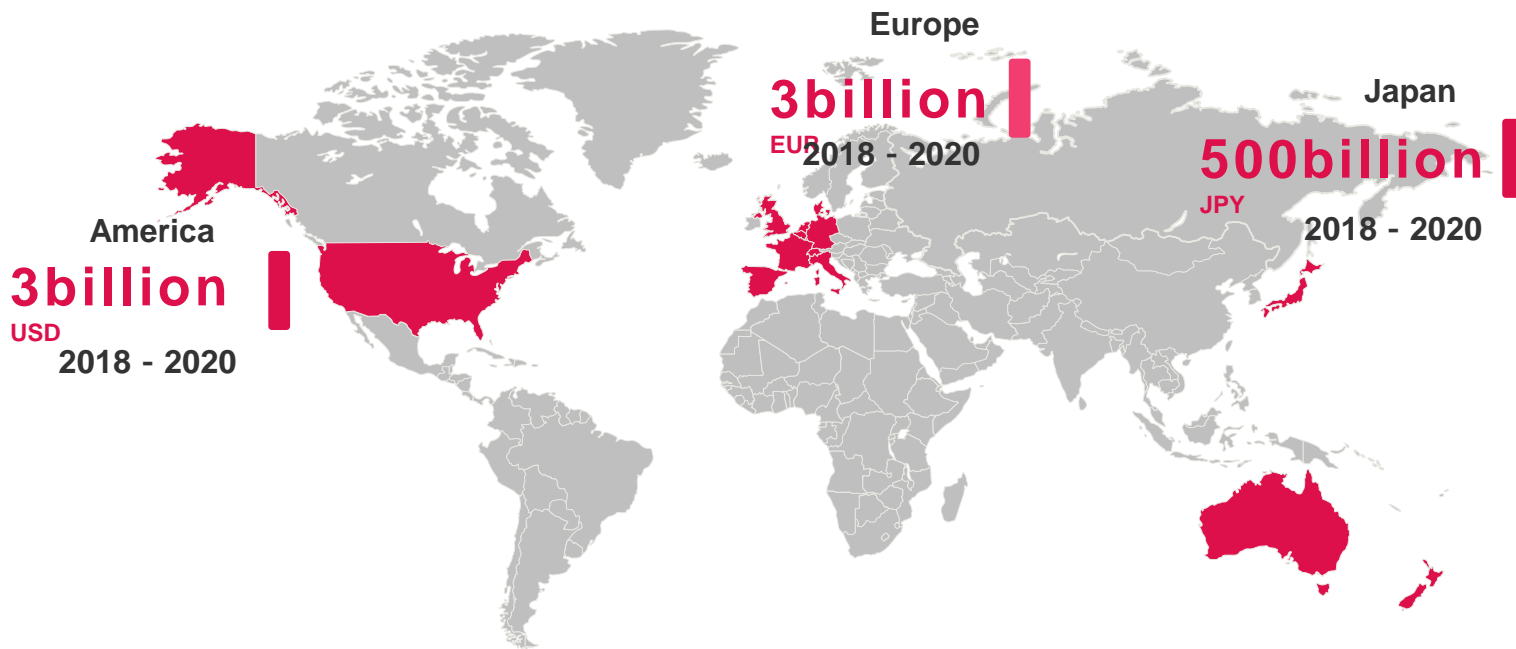 Europe
3billion
EUR
2018 - 2020
Japan
500billion
JPY
2018 - 2020
America
3billion
USD
2018 - 2020